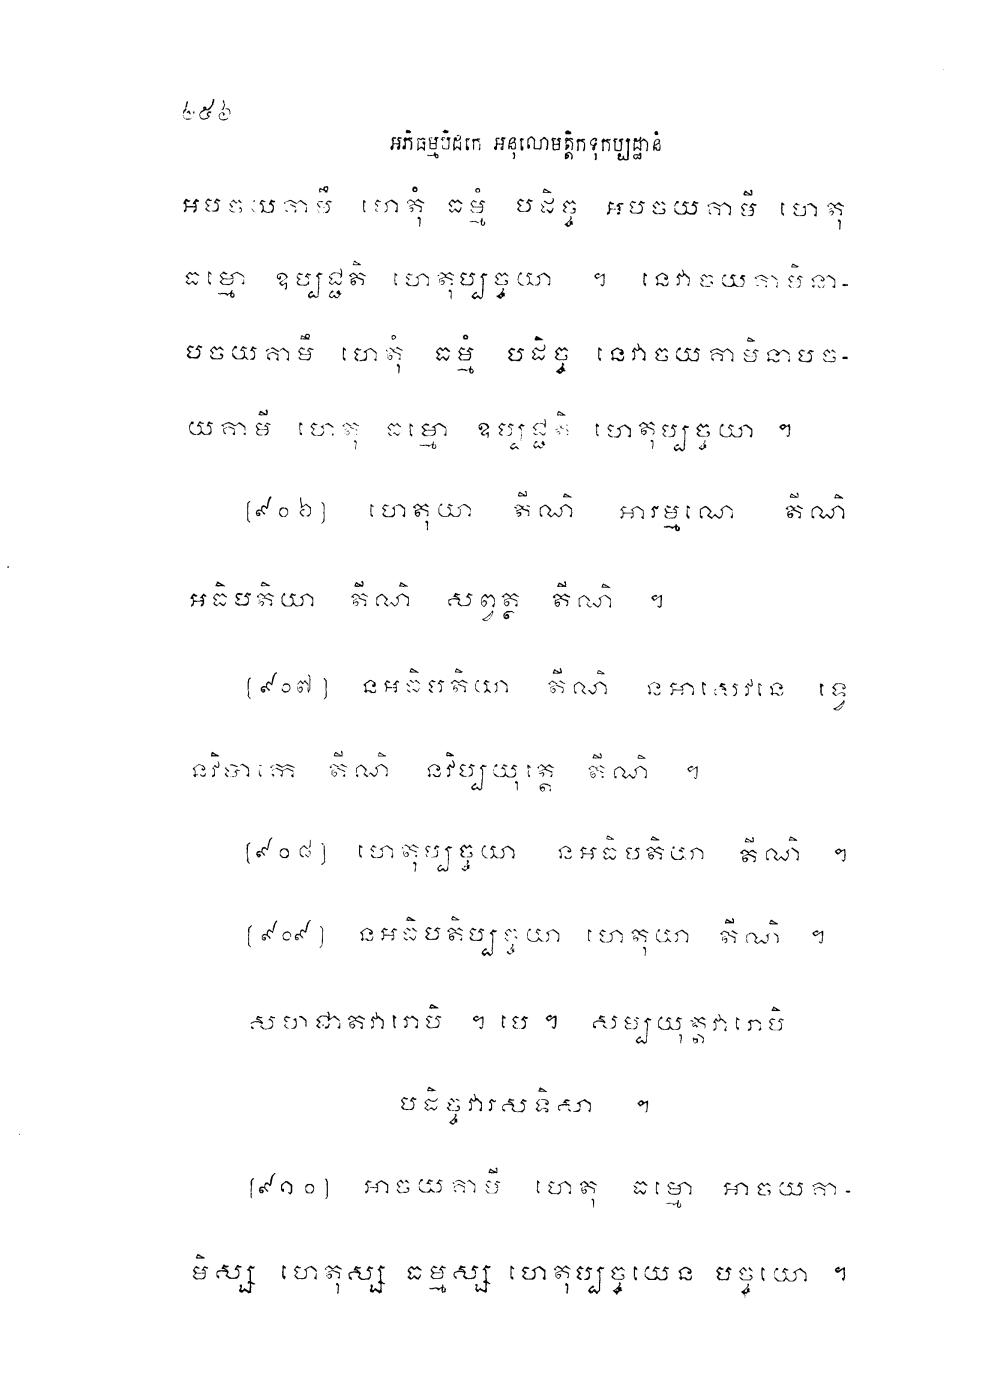 ២៥៦
អភិធម្មបិដកេ អនុលោមត្តិកទុកប្បដ្ឋានំ
អបចយគាមឹ ហេតុំ ធម្មំ បដិច្ច អបចយគាមី ហេតុ
ធម្មោ ឧប្បជ្ជតិ ហេតុប្បច្ចយា ។ នេវាចយគាមិនា-
បចយគាមឹ ហេតុំ ធម្មំ បដិច្ច នេវាចយគាមិនាបច-
យគាមី ហេតុ ធម្មោ ឧប្បជ្ជតិ ហេតុប្បច្ចយា ។
[៩០៦] ហេតុយា តីណិ អារម្មណេ តីណិ
អធិបតិយា តីណិ សព្វត្ថ តីណិ ។
[៩០៧] នអធិបតិយា តីណិ នអាសេវនេ ទ្វេ
នវិបាកេ តីណិ នវិប្បយុត្តេ តីណិ ។
[៩០៨] ហេតុប្បច្ចយា នអធិបតិយា តីណិ ។
[៩០៩] នអធិបតិប្បច្ចយា ហេតុយា តីណិ ។
សហជាតវារោបិ ។ បេ ។ សម្បយុត្តវារោបិ
បដិច្ចវារសទិសា ។
[៩១០] អាចយគាមី ហេតុ ធម្មោ អាចយគា-
មិស្ស ហេតុស្ស ធម្មស្ស ហេតុប្បច្ចយេន បច្ចយោ ។